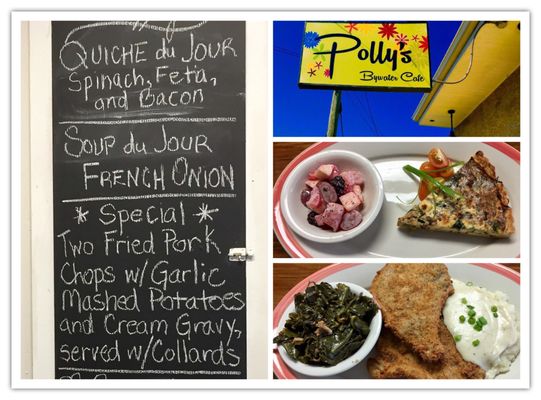 QUICHE du JOUR
Spinach, Feta,
and Bacon
SOUP du JOUR
FRENCH ONION
* Special *
Two Fried Pork
Chops w/ Garlic
Mashed Potatoes
and Cream Gravy,
served w/Collards
Polly's
Bywater Cafe